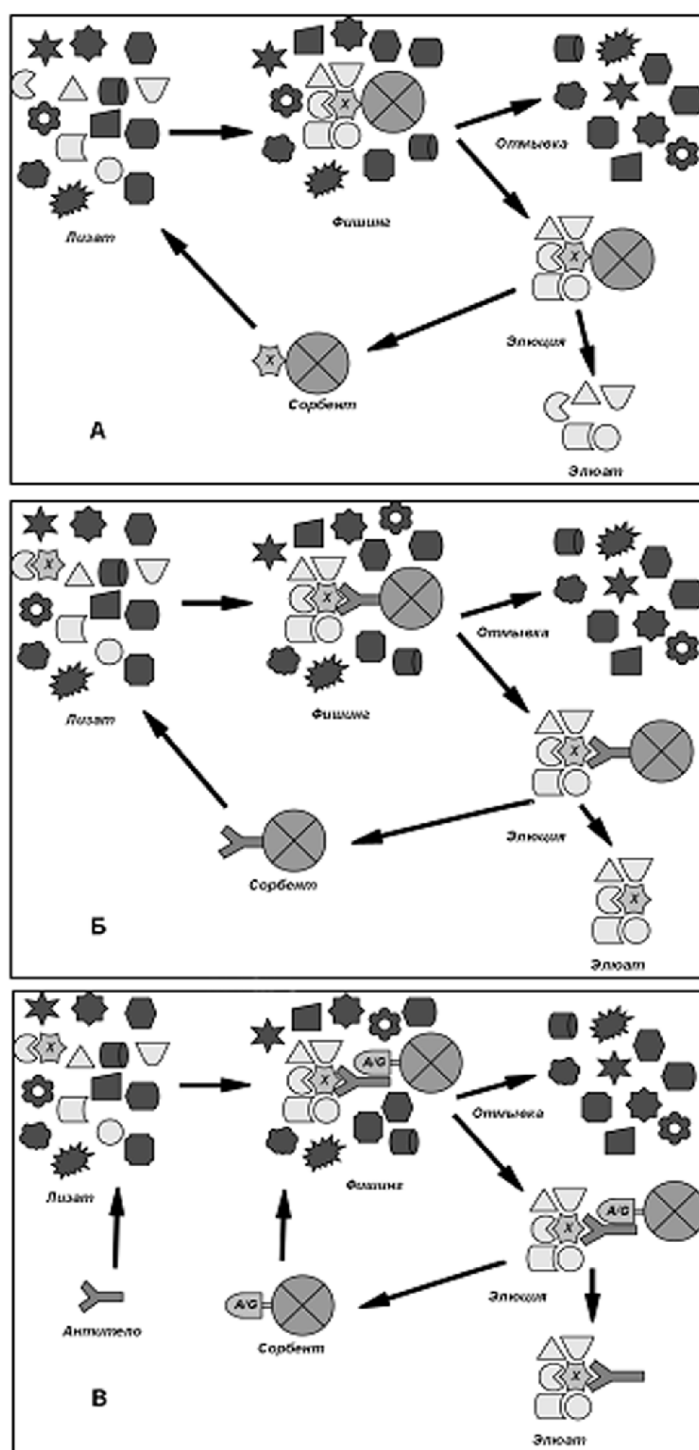 X
Отмывка
Лизат
Фишинг
X
Элюция
X
Сорбент
А
Элюат
X
X
Отмывка
Лизат
Фишинг
X
Элюция
Сорбент
X
Б
Элюат
X
A/G
X
Отмывка
Лизат
Фишинг
A/G
X
A/G
Элюция
Антитело
Сорбент
X
В
Элюат